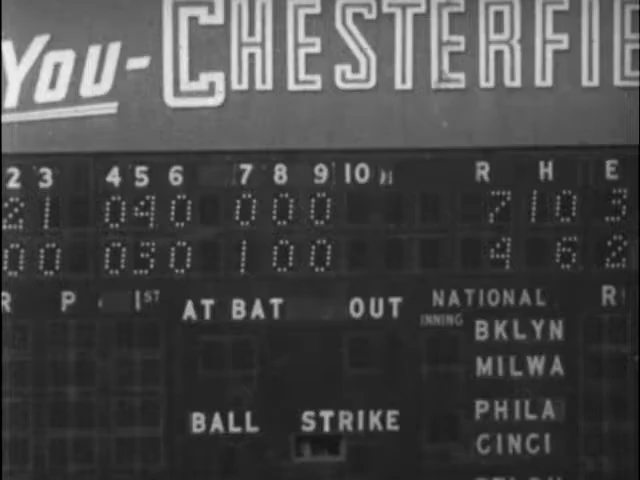 You- CHESTERFIE
2 3 4 5 6 7 8 9 10 R H E
2 1 0 4 0 0 0 0 7 10 3
0 0 0 3 0 1 0 0 4 6 2
R P 1ST AT BAT OUT NATIONAL R
INNING BKLYN
MILWA
BALL STRIKE PHILA
CINCI